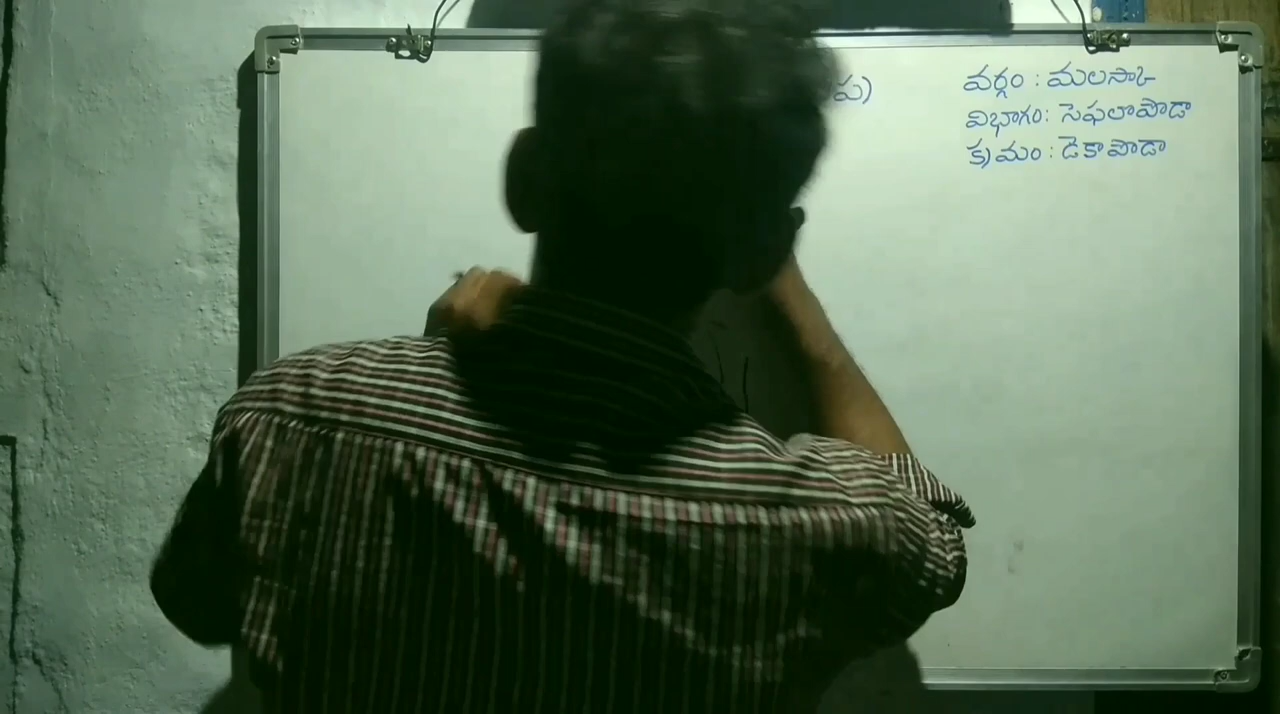 ప)
వర్గం : మలస్కా
విభాగం: సెఫలొపొడా
క్రమం : డెకాపొడా